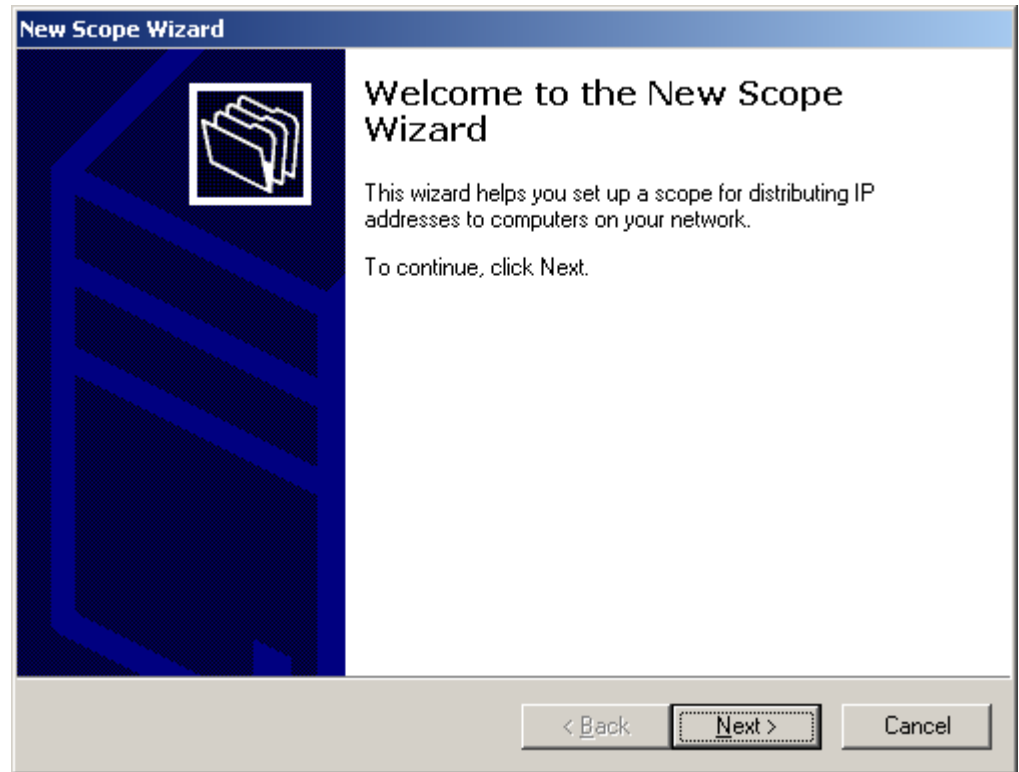 New Scope Wizard
Welcome to the New Scope
Wizard
This wizard helps you set up a scope for distributing IP
addresses to computers on your network.
To continue, click Next.
< Back
Next >
Cancel